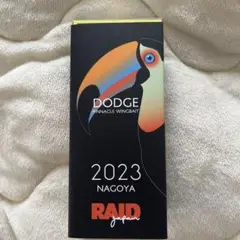 DODGE
PINNACLE WINGBAIT
2023
NAGOYA
RAID
japan